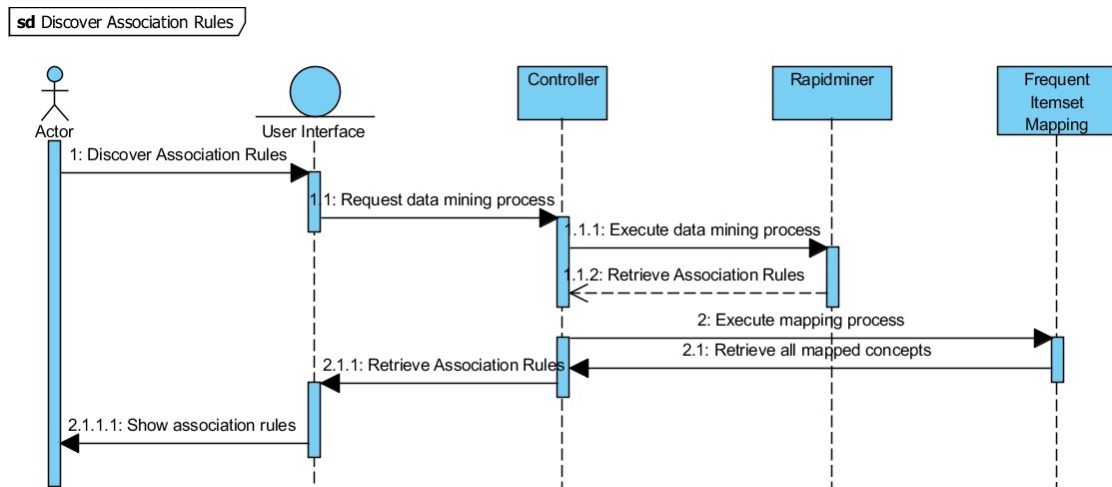 sd Discover Association Rules
Controller
Rapidminer
Frequent
Itemset
Mapping
Actor
User Interface
1: Discover Association Rules
1.1: Request data mining process
1.1.1: Execute data mining process
1.1.2: Retrieve Association Rules
2: Execute mapping process
2.1: Retrieve all mapped concepts
2.1.1: Retrieve Association Rules
2.1.1.1: Show association rules